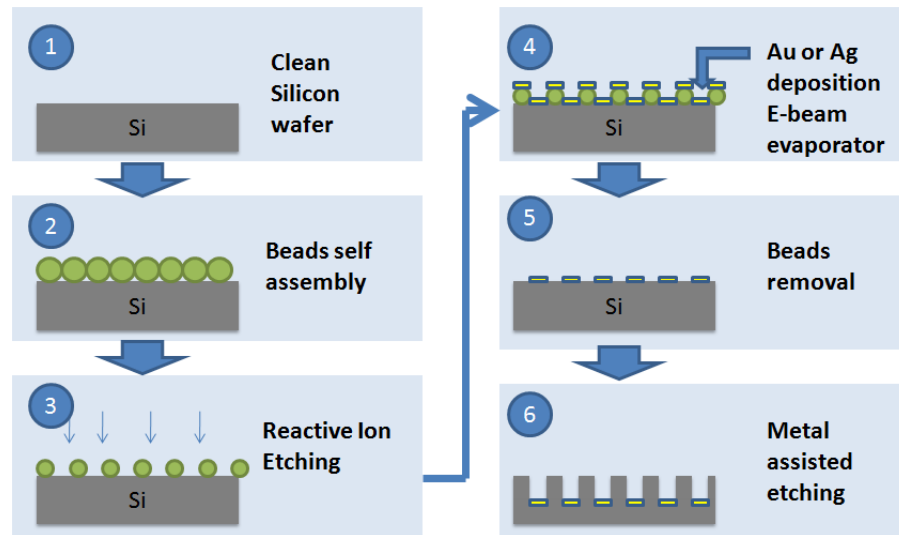 1
Clean
Silicon
wafer
Si
2
Beads self
assembly
Si
3
Reactive Ion
Etching
Si
4
Au or Ag
deposition
E-beam
evaporator
Si
5
Beads
removal
Si
6
Metal
assisted
etching